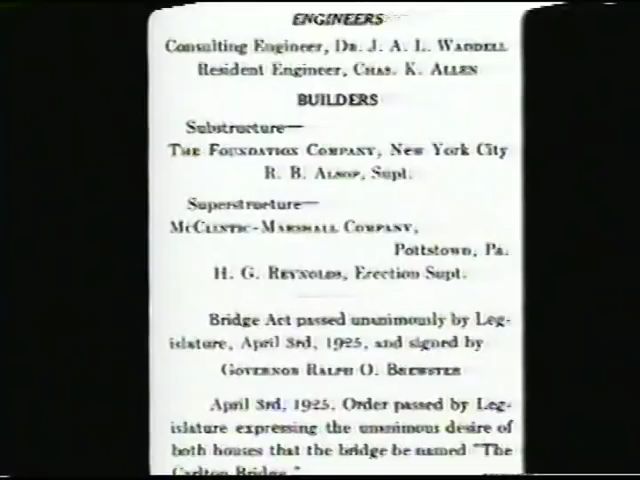 ENGINEERS
Consulting Engineer, DR. J. A. L. WADDELL
Resident Engineer, CHAS. K. ALLEN
BUILDERS
Substructure—
THE FOUNDATION COMPANY, New York City
R. B. ALSOP, Supt.
Superstructure—
MCCLINTIC-MARSHALL COMPANY,
Pottstown, Pa.
H. G. REYNOLDS, Erection Supt.
Bridge Act passed unanimously by Leg-
islature, April 3rd, 1925, and signed by
GOVERNOR RALPH O. BREWSTER
April 3rd, 1925, Order passed by Leg-
islature expressing the unanimous desire of
both houses that the bridge be named "The
Carlton Bridge."